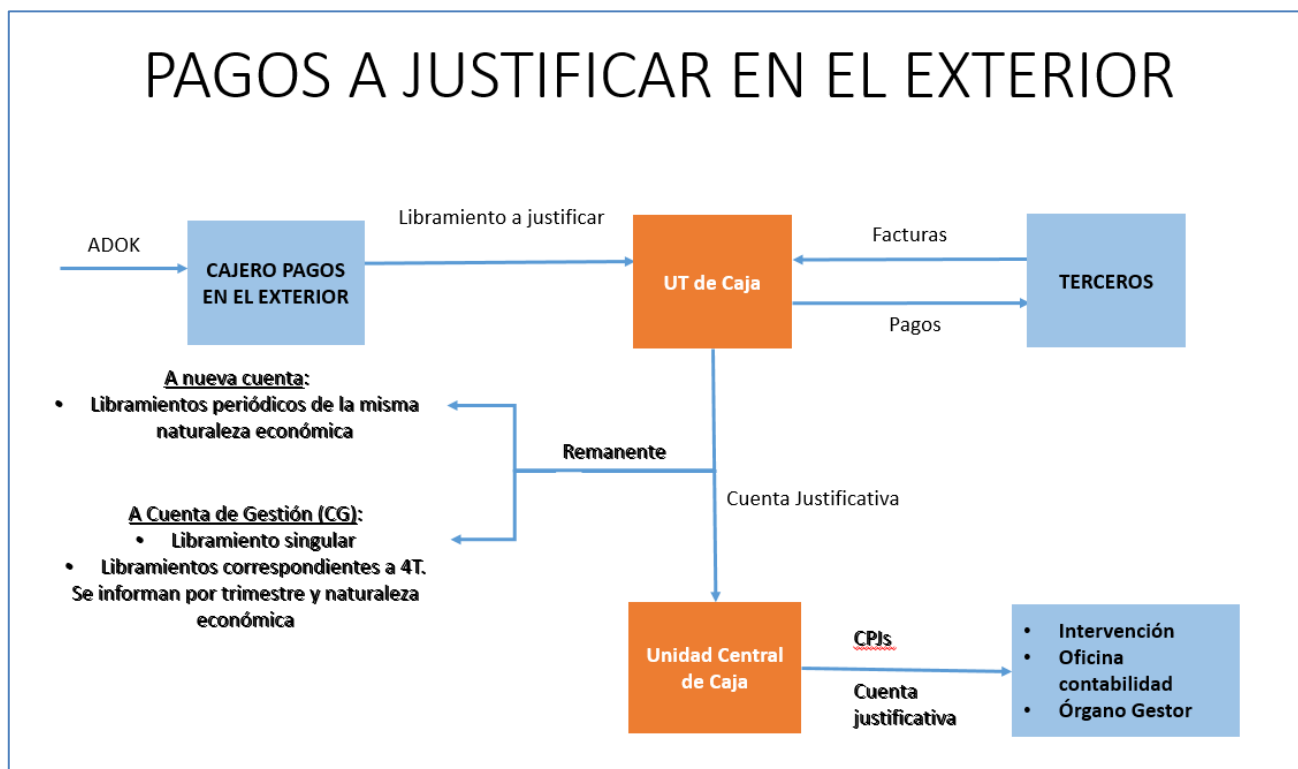 PAGOS A JUSTIFICAR EN EL EXTERIOR
ADOK
CAJERO PAGOS
EN EL EXTERIOR
Libramiento a justificar
UT de Caja
Facturas
Pagos
TERCEROS
A nueva cuenta:
• Libramientos periódicos de la misma
naturaleza económica
Remanente
A Cuenta de Gestión (CG):
• Libramiento singular
• Libramientos correspondientes a 4T.
Se informan por trimestre y naturaleza
económica
Cuenta Justificativa
Unidad Central
de Caja
CPJs
Cuenta
justificativa
• Intervención
• Oficina
contabilidad
• Órgano Gestor